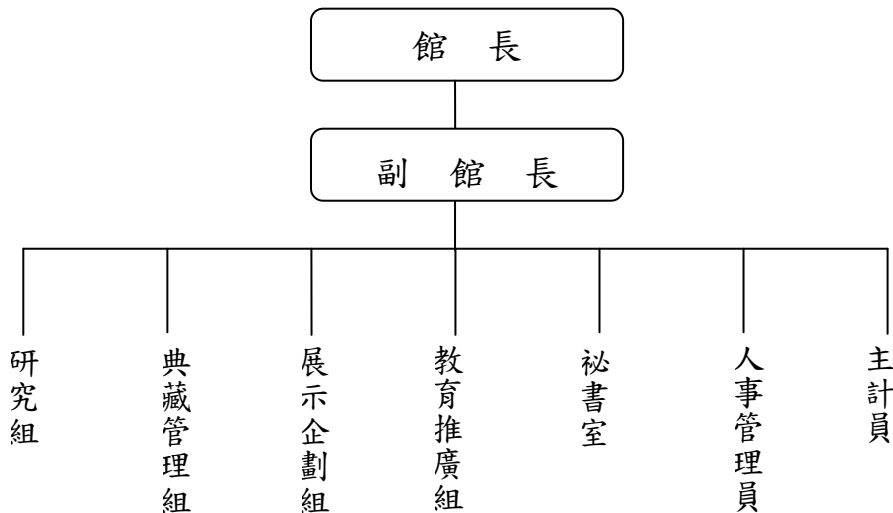 館長
副館長
研究組
典藏管理組
展示企劃組
教育推廣組
祕書室
人事管理員
主計員